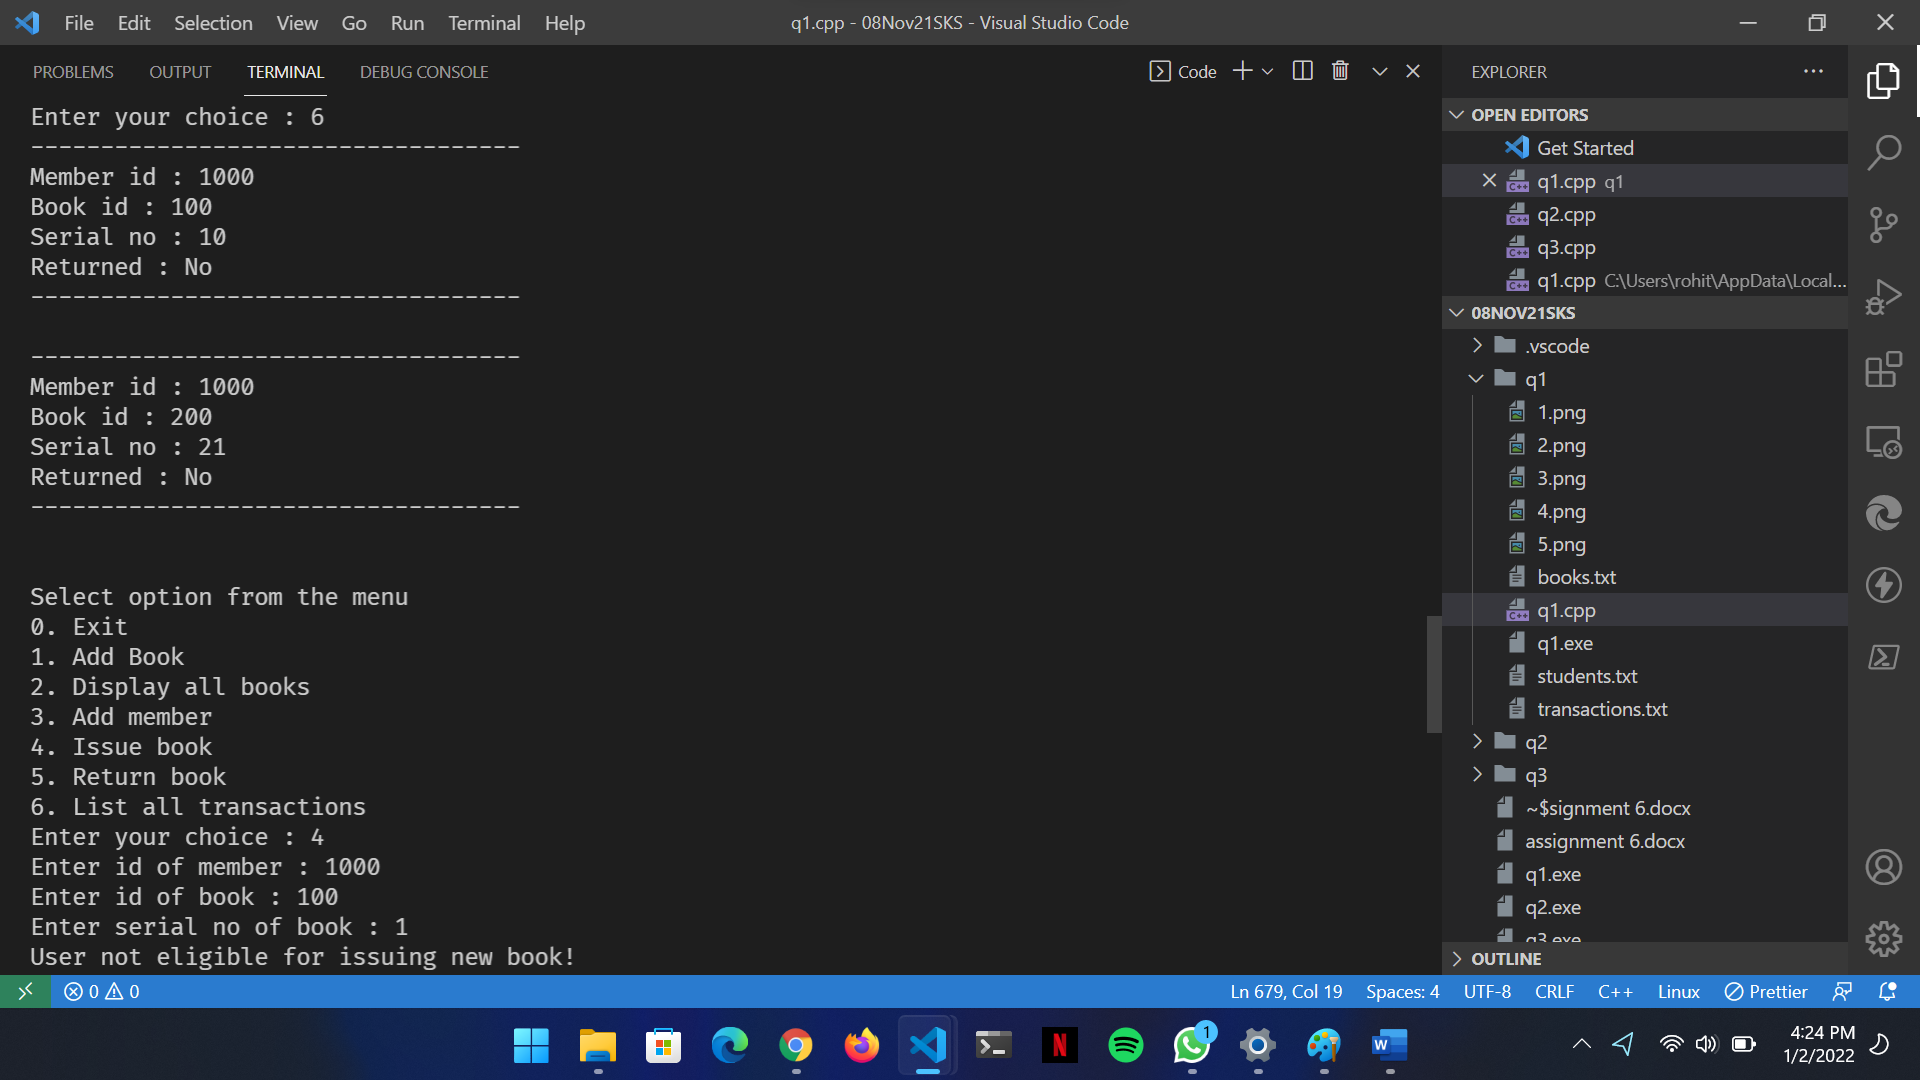 File Edit Selection View Go Run Terminal Help
q1.cpp - 08Nov21SKS - Visual Studio Code
PROBLEMS OUTPUT TERMINAL DEBUG CONSOLE
Code
Enter your choice : 6
-----------------------------------
Member id : 1000
Book id : 100
Serial no : 10
Returned : No
-----------------------------------
-----------------------------------
Member id : 1000
Book id : 200
Serial no : 21
Returned : No
-----------------------------------
Select option from the menu
0. Exit
1. Add Book
2. Display all books
3. Add member
4. Issue book
5. Return book
6. List all transactions
Enter your choice : 4
Enter id of member : 1000
Enter id of book : 100
Enter serial no of book : 1
User not eligible for issuing new book!
EXPLORER
OPEN EDITORS
Get Started
q1.cpp q1
q2.cpp
q3.cpp
q1.cpp C:\Users\rohit\AppData\Local...
08NOV21SKS
.vscode
q1
1.png
2.png
3.png
4.png
5.png
books.txt
q1.cpp
q1.exe
students.txt
transactions.txt
q2
q3
~$signment 6.docx
assignment 6.docx
q1.exe
q2.exe
q3.exe
OUTLINE
0 0
Ln 679, Col 19 Spaces: 4 UTF-8 CRLF C++ Linux Prettier
1
4:24 PM
1/2/2022